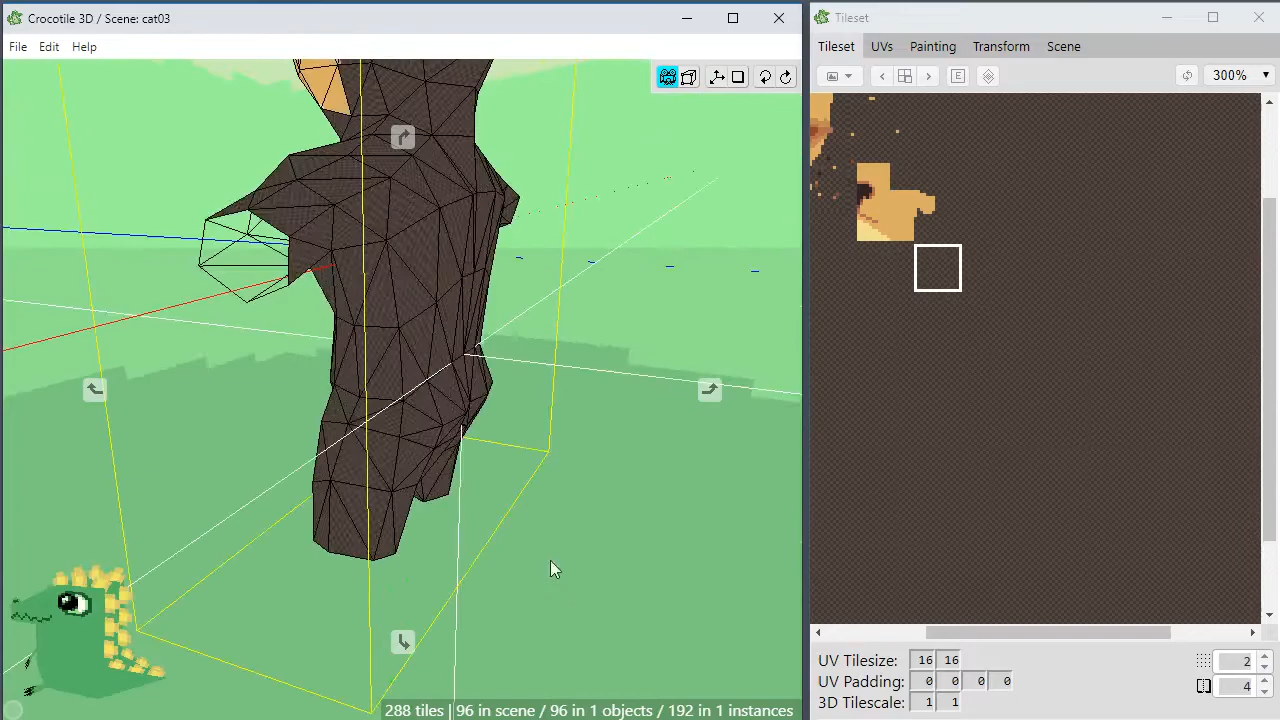 Crocotile 3D / Scene: cat03
File Edit Help
288 tiles | 96 in scene / 96 in 1 objects / 192 in 1 instances
Tileset
Tileset UVs Painting Transform Scene
E 300%
UV Tilesize: 16 16 2
UV Padding: 0 0 0 0 4
3D Tilescale: 1 1